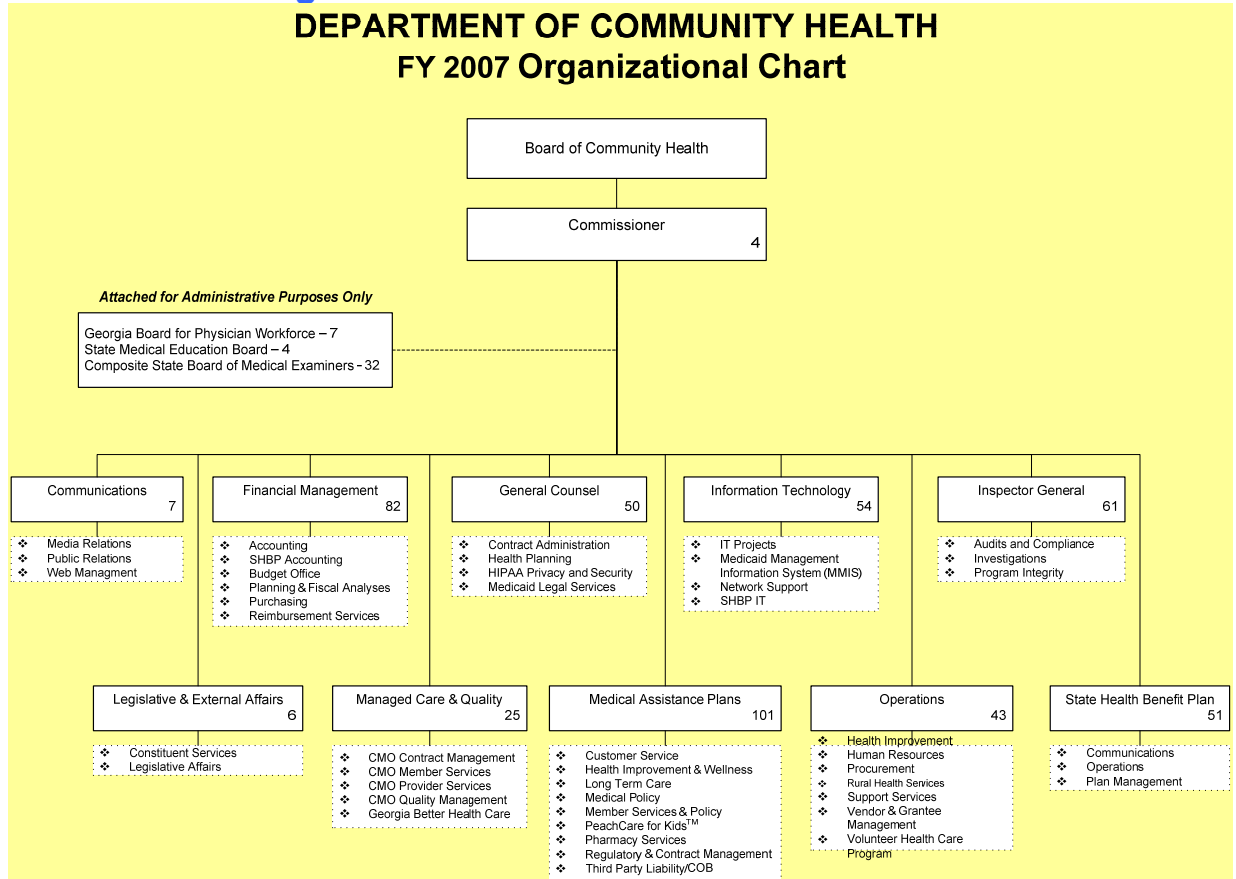 DEPARTMENT OF COMMUNITY HEALTH
FY 2007 Organizational Chart
Board of Community Health
Commissioner
4
Attached for Administrative Purposes Only
Georgia Board for Physician Workforce – 7
State Medical Education Board – 4
Composite State Board of Medical Examiners - 32
Communications
7
❖ Media Relations
❖ Public Relations
❖ Web Managment
Financial Management
82
❖ Accounting
❖ SHBP Accounting
❖ Budget Office
❖ Planning & Fiscal Analyses
❖ Purchasing
❖ Reimbursement Services
General Counsel
50
❖ Contract Administration
❖ Health Planning
❖ HIPAA Privacy and Security
❖ Medicaid Legal Services
Information Technology
54
❖ IT Projects
❖ Medicaid Management
Information System (MMIS)
❖ Network Support
❖ SHBP IT
Inspector General
61
❖ Audits and Compliance
❖ Investigations
❖ Program Integrity
Legislative & External Affairs
6
❖ Constituent Services
❖ Legislative Affairs
Managed Care & Quality
25
❖ CMO Contract Management
❖ CMO Member Services
❖ CMO Provider Services
❖ CMO Quality Management
❖ Georgia Better Health Care
Medical Assistance Plans
101
❖ Customer Service
❖ Health Improvement & Wellness
❖ Long Term Care
❖ Medical Policy
❖ Member Services & Policy
❖ PeachCare for Kids™
❖ Pharmacy Services
❖ Regulatory & Contract Management
❖ Third Party Liability/COB
Operations
43
❖ Health Improvement
❖ Human Resources
❖ Procurement
❖ Rural Health Services
❖ Support Services
❖ Vendor & Grantee
Management
❖ Volunteer Health Care
Program
State Health Benefit Plan
51
❖ Communications
❖ Operations
❖ Plan Management